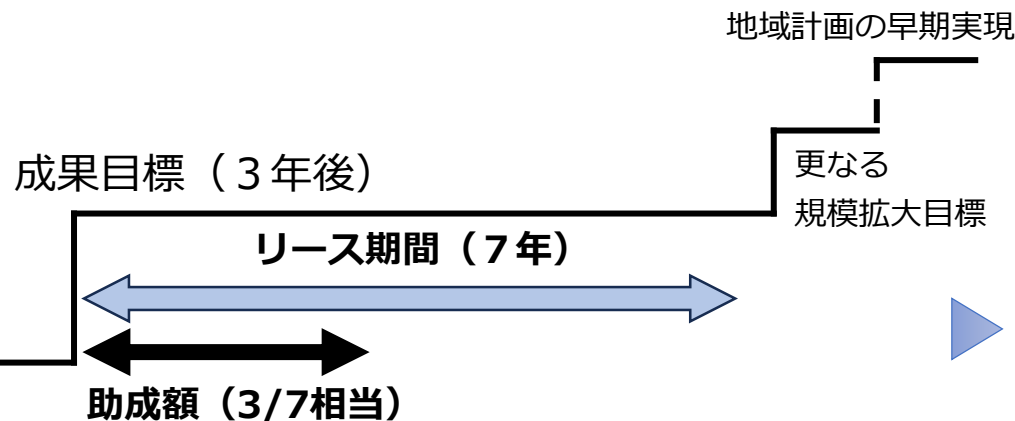 地域計画の早期実現
成果目標（３年後）
更なる
規模拡大目標
リース期間（７年）
助成額（3/7相当）